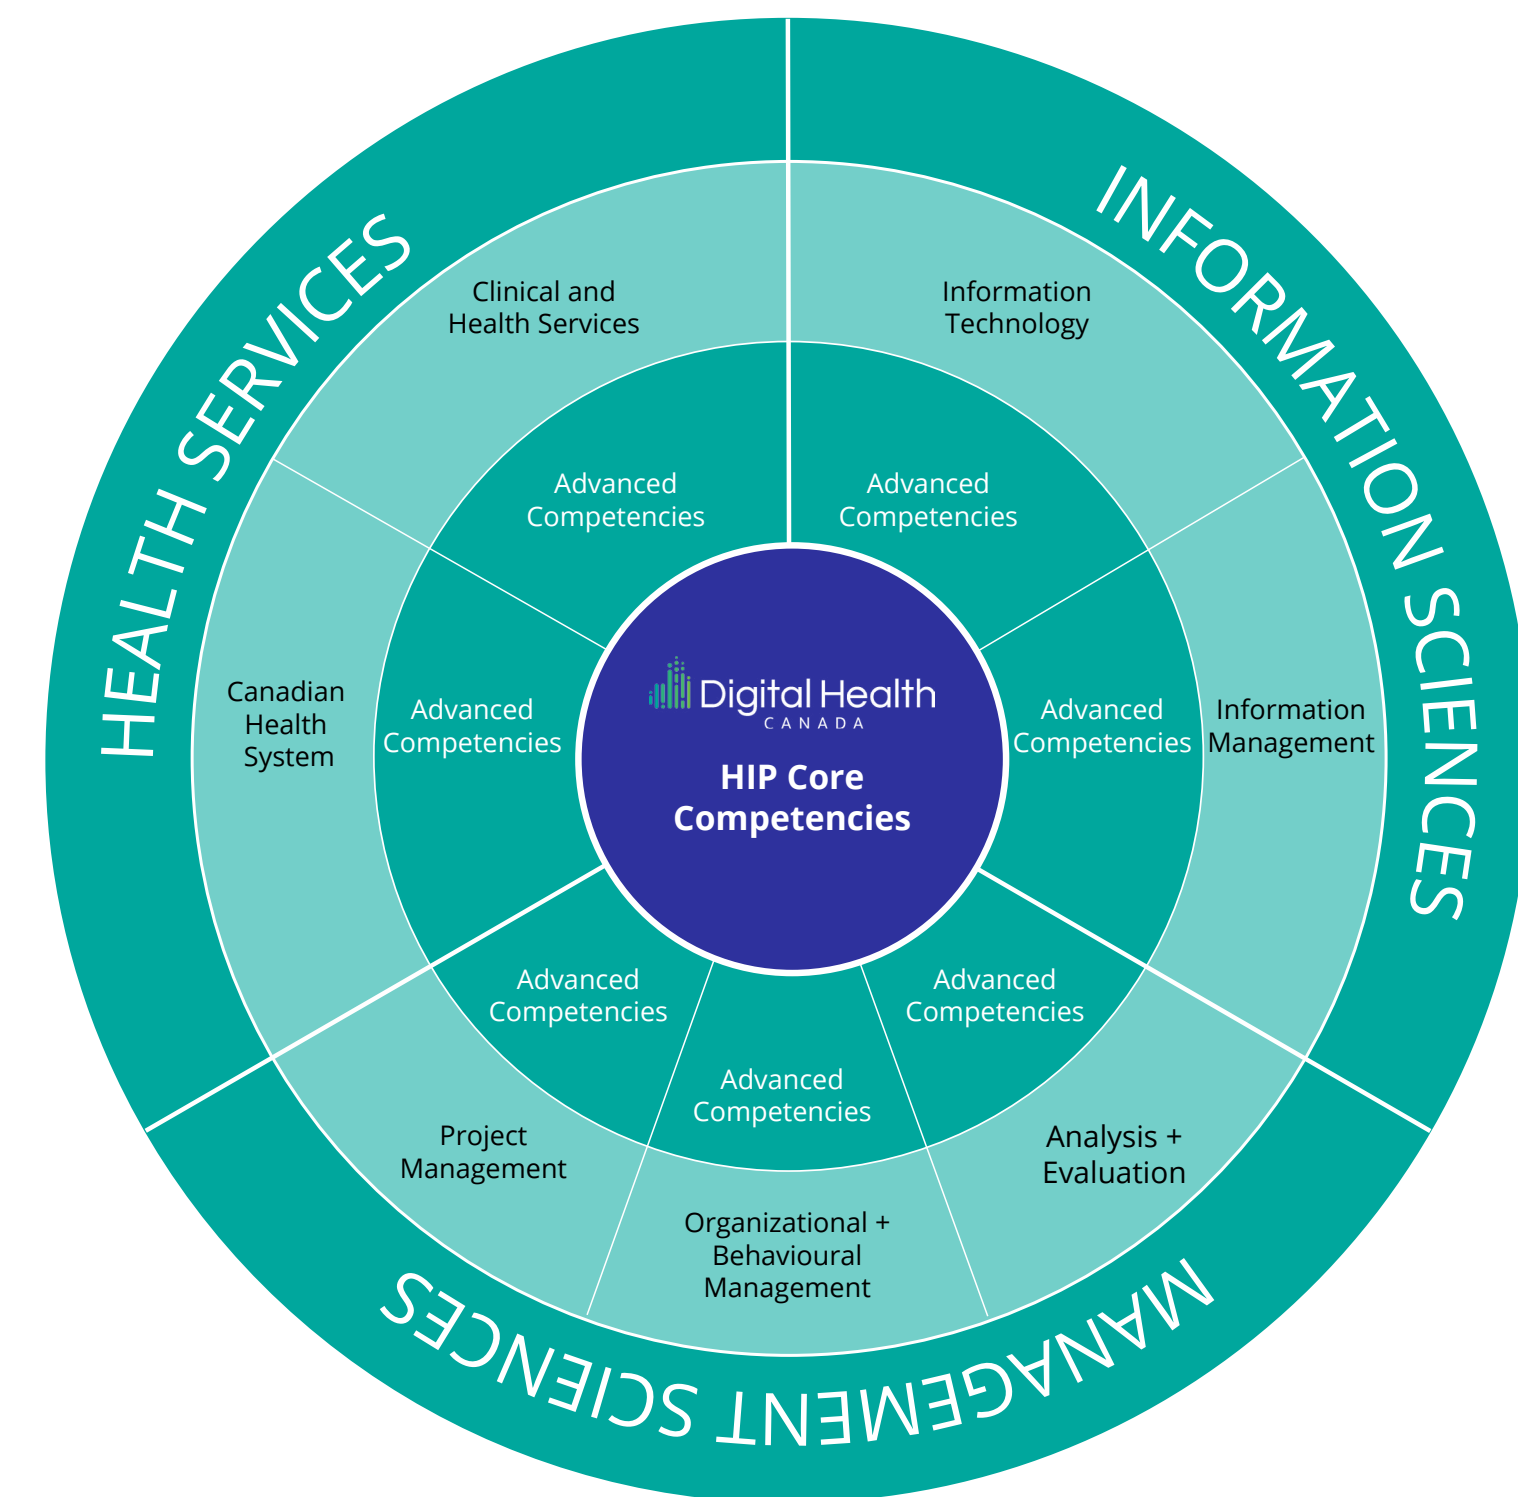 HEALTH SERVICES
INFORMATION SCIENCES
MANAGEMENT SCIENCES
Clinical and
Health Services
Information
Technology
Advanced
Competencies
Advanced
Competencies
Canadian
Health
System
Advanced
Competencies
Digital Health
CANADA
HIP Core
Competencies
Advanced
Competencies
Information
Management
Advanced
Competencies
Advanced
Competencies
Advanced
Competencies
Project
Management
Organizational +
Behavioural
Management
Analysis +
Evaluation